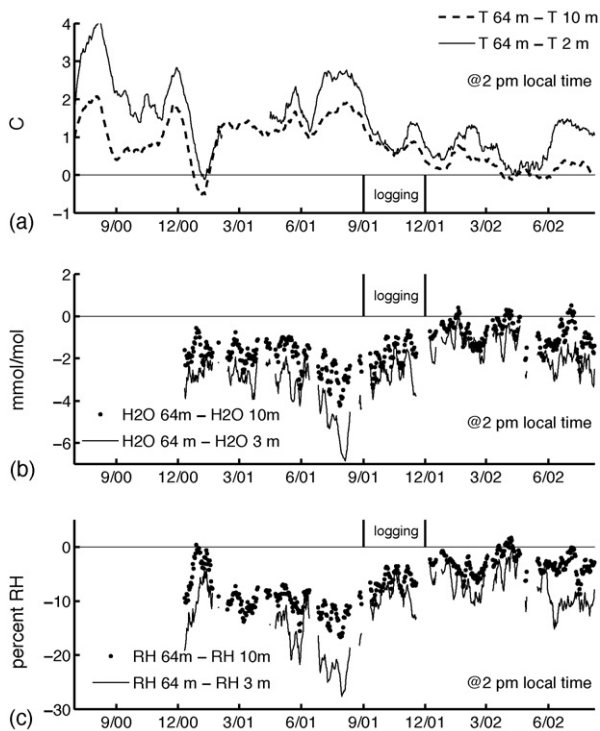 T 64 m − T 10 m
T 64 m − T 2 m
@2 pm local time
4
3
2
1
0
−1
C
logging
(a)
9/00 12/00 3/01 6/01 9/01 12/01 3/02 6/02
2
0
−2
−4
−6
mmol/mol
logging
H2O 64m − H2O 10m
H2O 64 m − H2O 3 m
@2 pm local time
(b)
9/00 12/00 3/01 6/01 9/01 12/01 3/02 6/02
0
−10
−20
−30
percent RH
logging
RH 64m − RH 10m
RH 64 m − RH 3 m
@2 pm local time
(c)
9/00 12/00 3/01 6/01 9/01 12/01 3/02 6/02